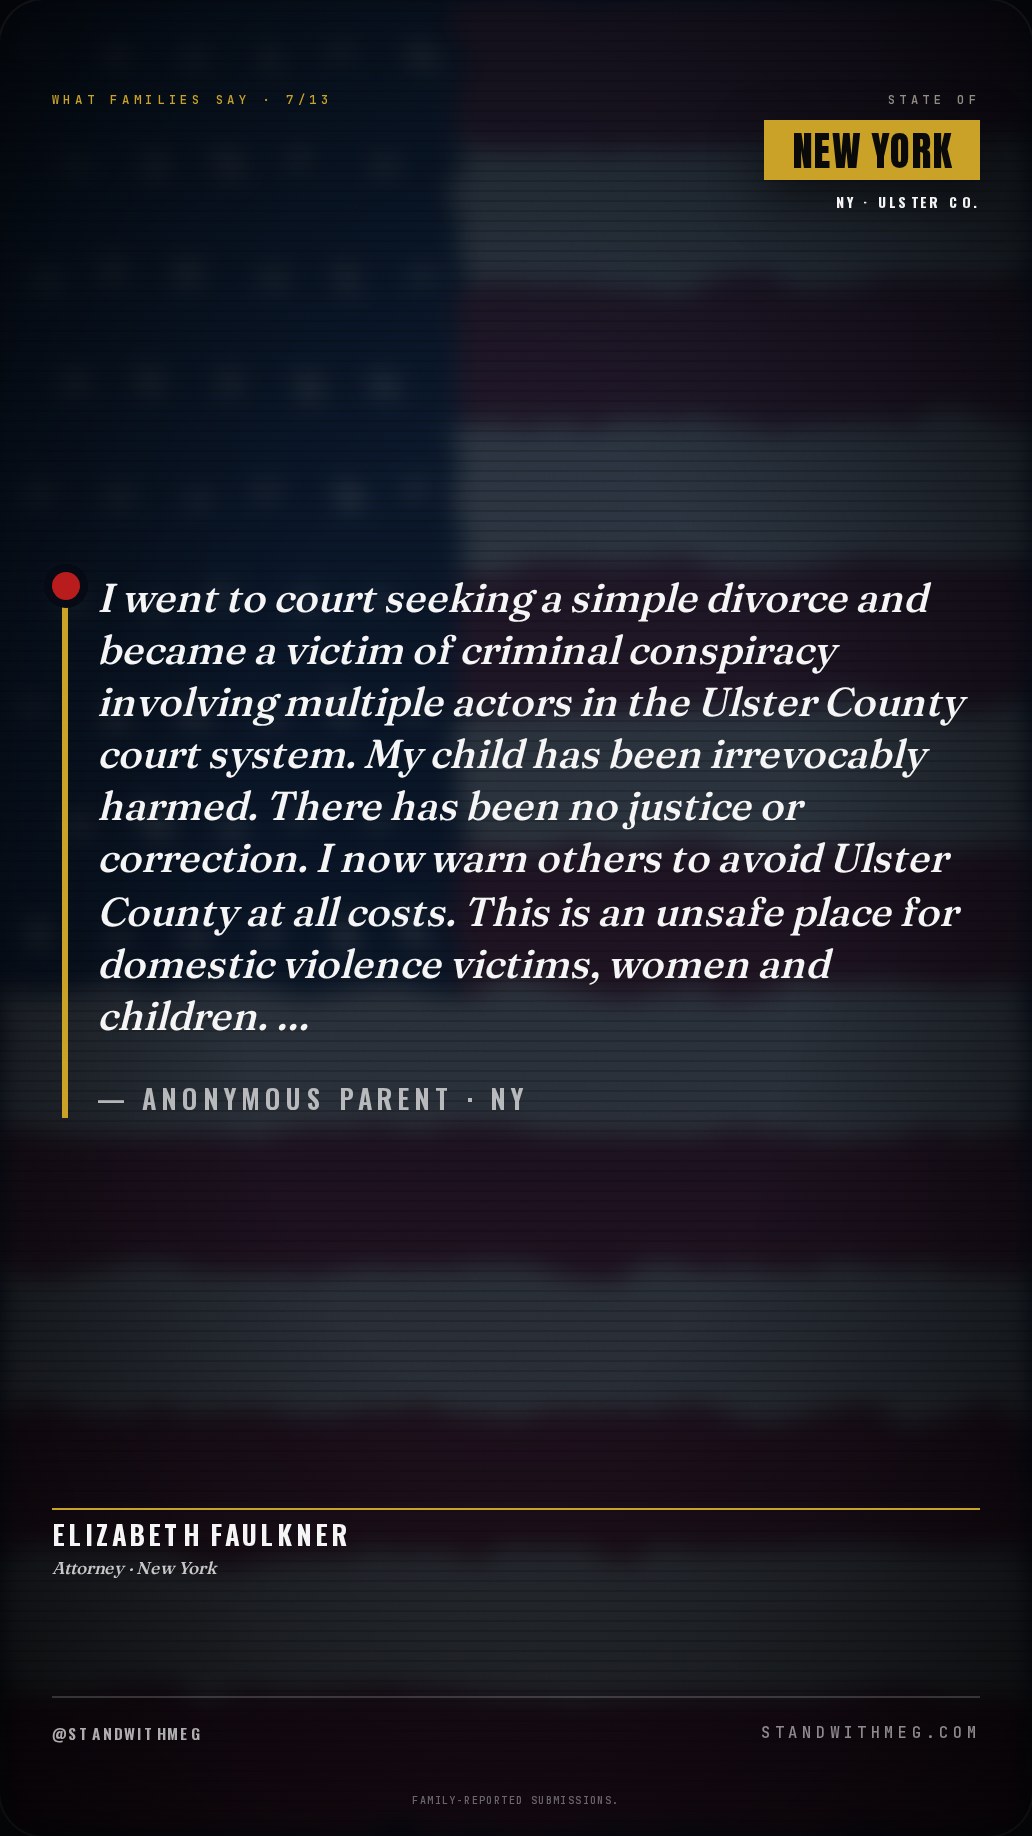 WHAT FAMILIES SAY · 7/13
STATE OF
NEW YORK
NY · ULSTER CO.
I went to court seeking a simple divorce and
became a victim of criminal conspiracy
involving multiple actors in the Ulster County
court system. My child has been irrevocably
harmed. There has been no justice or
correction. I now warn others to avoid Ulster
County at all costs. This is an unsafe place for
domestic violence victims, women and
children. ...
— ANONYMOUS PARENT · NY
ELIZABETH FAULKNER
Attorney · New York
@STANDWITHMEG
STANDWITHMEG.COM
FAMILY-REPORTED SUBMISSIONS.